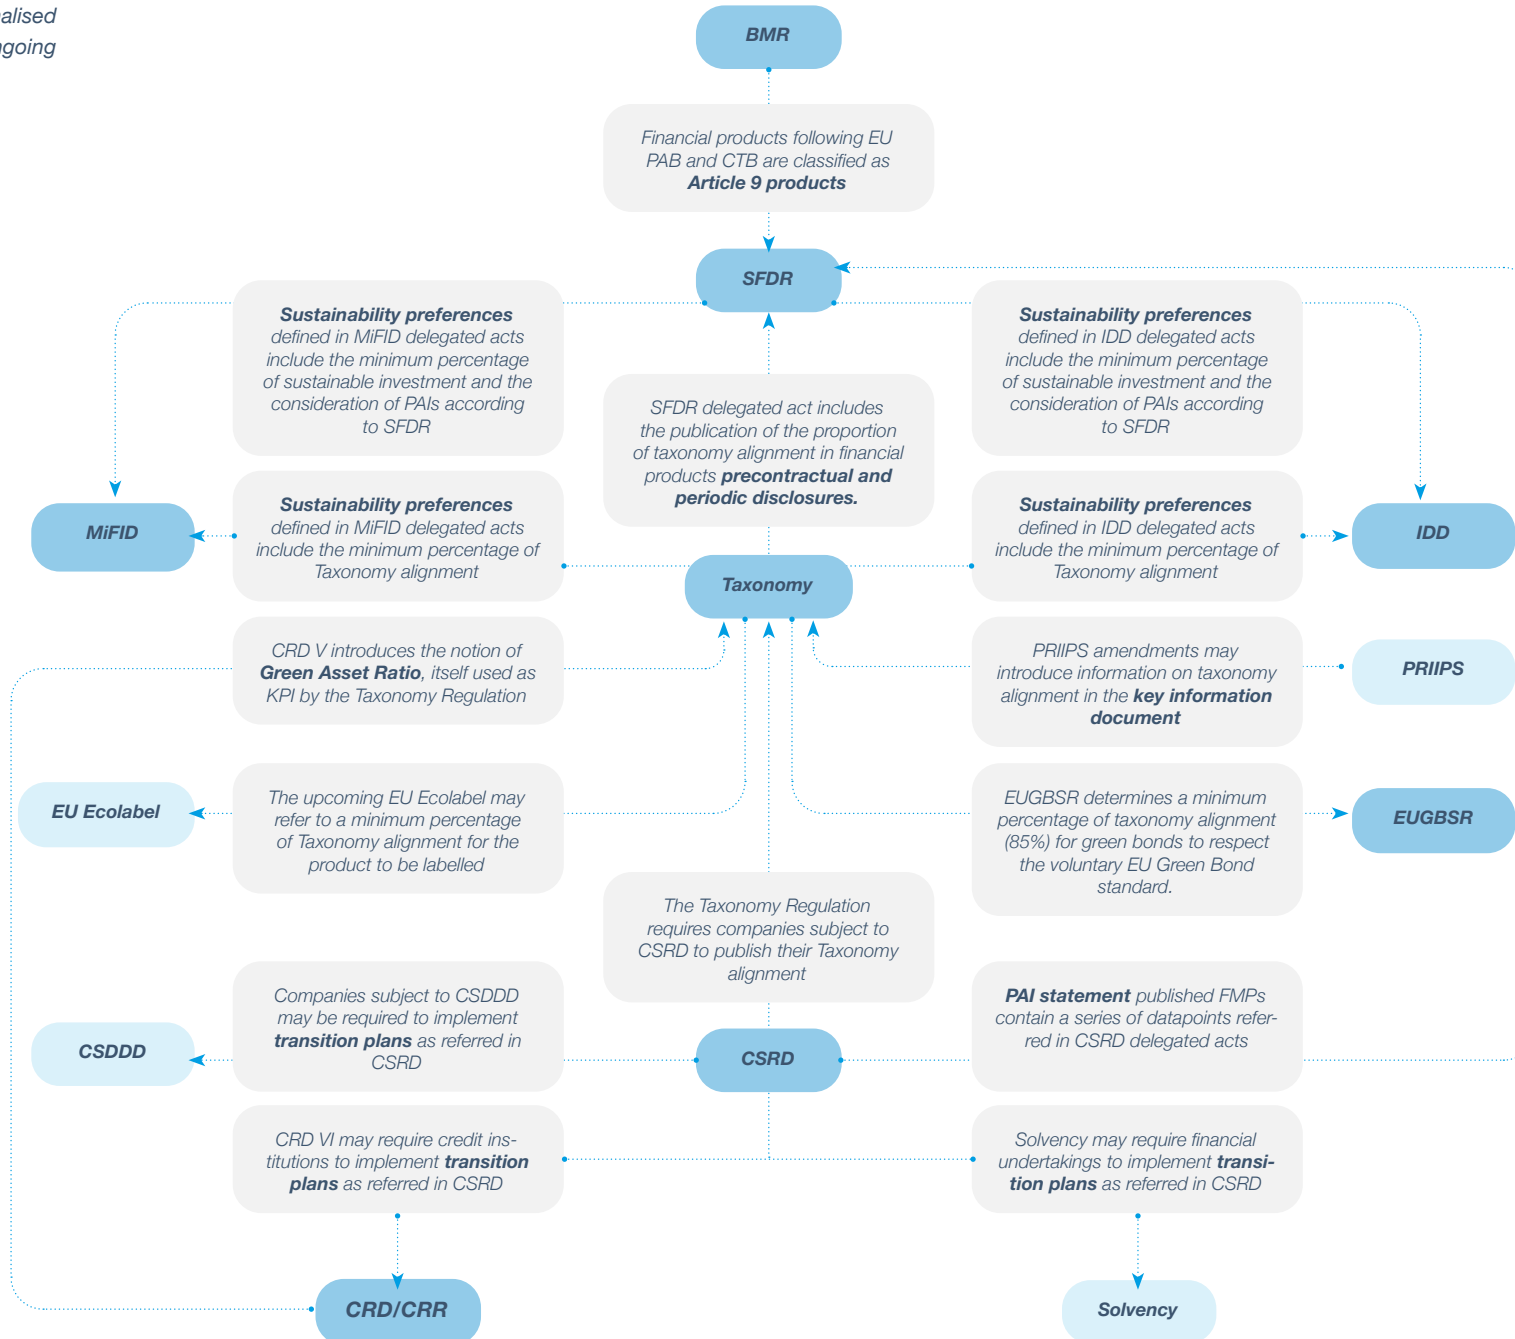 alised
going
BMR
Financial products following EU
PAB and CTB are classified as
Article 9 products
SFDR
Sustainability preferences
defined in MiFID delegated acts
include the minimum percentage
of sustainable investment and the
consideration of PAIs according
to SFDR
SFDR delegated act includes
the publication of the proportion
of taxonomy alignment in financial
products precontractual and
periodic disclosures.
Sustainability preferences
defined in IDD delegated acts
include the minimum percentage
of sustainable investment and the
consideration of PAIs according
to SFDR
MiFID
Sustainability preferences
defined in MiFID delegated acts
include the minimum percentage of
Taxonomy alignment
Sustainability preferences
defined in IDD delegated acts
include the minimum percentage of
Taxonomy alignment
IDD
Taxonomy
CRD V introduces the notion of
Green Asset Ratio, itself used as
KPI by the Taxonomy Regulation
PRIIPS amendments may
introduce information on taxonomy
alignment in the key information
document
PRIIPS
EU Ecolabel
The upcoming EU Ecolabel may
refer to a minimum percentage
of Taxonomy alignment for the
product to be labelled
EUGBSR determines a minimum
percentage of taxonomy alignment
(85%) for green bonds to respect
the voluntary EU Green Bond
standard.
EUGBSR
The Taxonomy Regulation
requires companies subject to
CSRD to publish their Taxonomy
alignment
CSDDD
Companies subject to CSDDD
may be required to implement
transition plans as referred in
CSRD
CSRD
PAI statement published FMPs
contain a series of datapoints refer-
red in CSRD delegated acts
CRD VI may require credit ins-
titutions to implement transition
plans as referred in CSRD
Solvency may require financial
undertakings to implement transi-
tion plans as referred in CSRD
CRD/CRR
Solvency